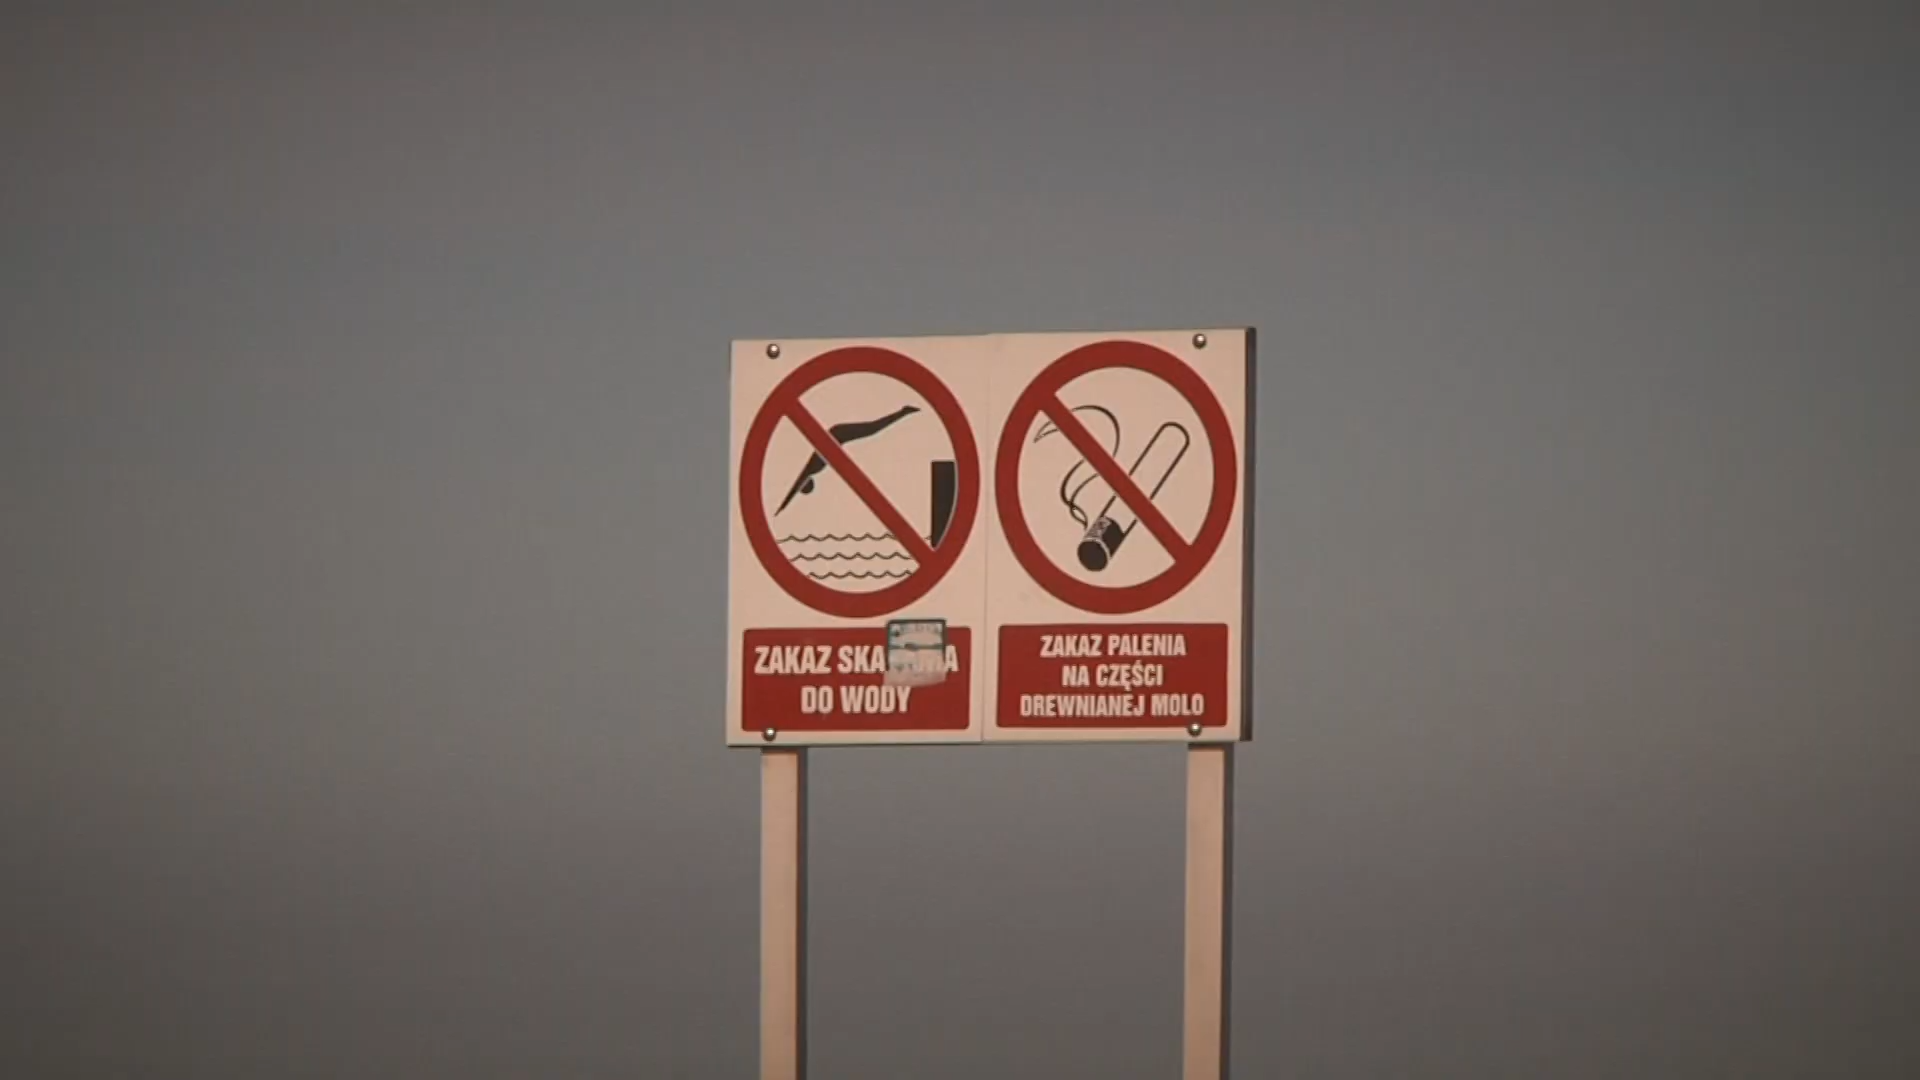 ZAKAZ
DO WODY
ZAKAZ PALENIA
NA CZĘŚCI
DREWNIANEJ MOLO